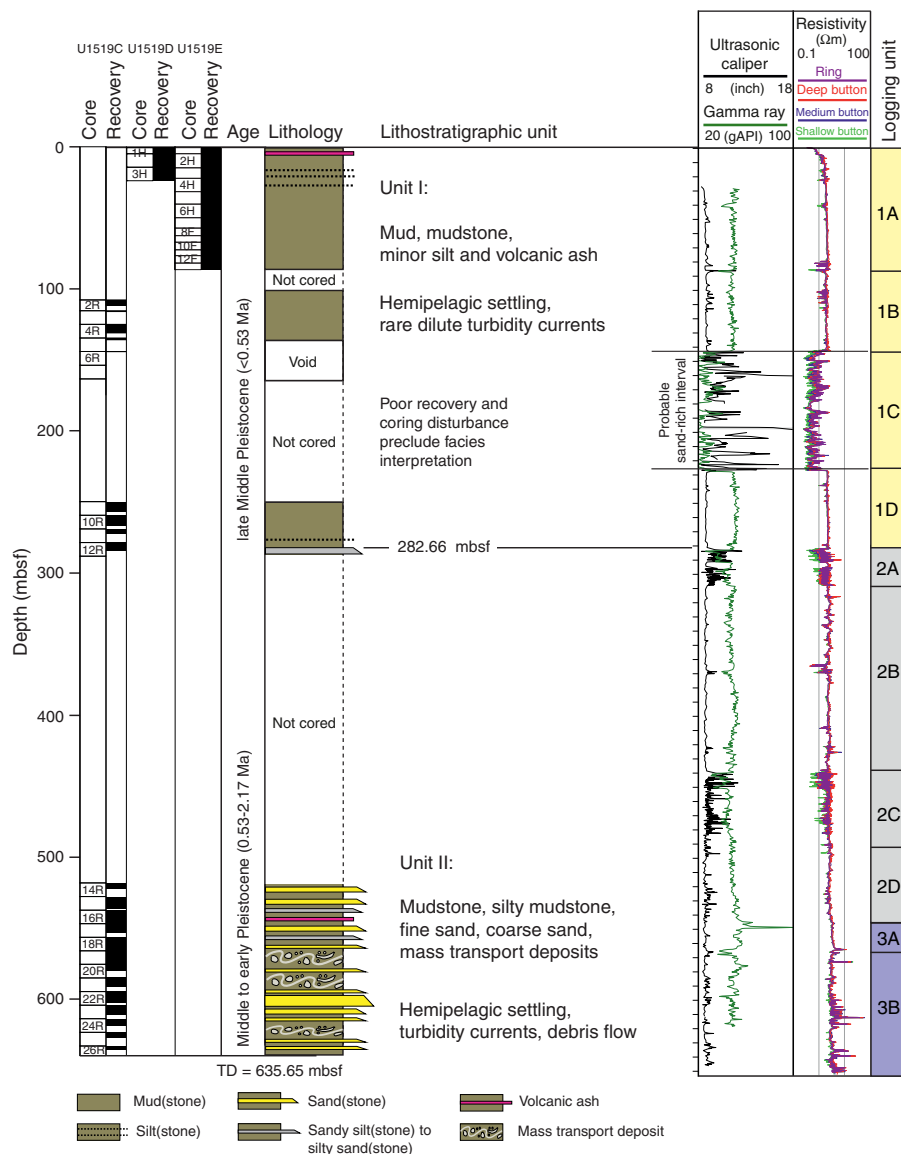 U1519C U1519D U1519E
Core
Recovery
Core
Recovery
Core
Recovery
Age
Lithology
Lithostratigraphic unit
Ultrasonic
caliper
8 (inch) 18
Gamma ray
20 (gAPI) 100
Resistivity
(Ωm)
0.1 100
Ring
Deep button
Medium button
Shallow button
Logging unit
Depth (mbsf)
0
100
200
300
400
500
600
2R
4R
6R
10R
12R
14R
16R
18R
20R
22R
24R
26R
1H
3H
2H
4H
6H
8F
10F
12F
late Middle Pleistocene (<0.53 Ma)
Middle to early Pleistocene (0.53-2.17 Ma)
Not cored
Void
Not cored
Not cored
Unit I:
Mud, mudstone,
minor silt and volcanic ash
Hemipelagic settling,
rare dilute turbidity currents
Poor recovery and
coring disturbance
preclude facies
interpretation
282.66 mbsf
Unit II:
Mudstone, silty mudstone,
fine sand, coarse sand,
mass transport deposits
Hemipelagic settling,
turbidity currents, debris flow
Probable
sand-rich interval
1A
1B
1C
1D
2A
2B
2C
2D
3A
3B
TD = 635.65 mbsf
Mud(stone)
Sand(stone)
Volcanic ash
Silt(stone)
Sandy silt(stone) to
silty sand(stone)
Mass transport deposit